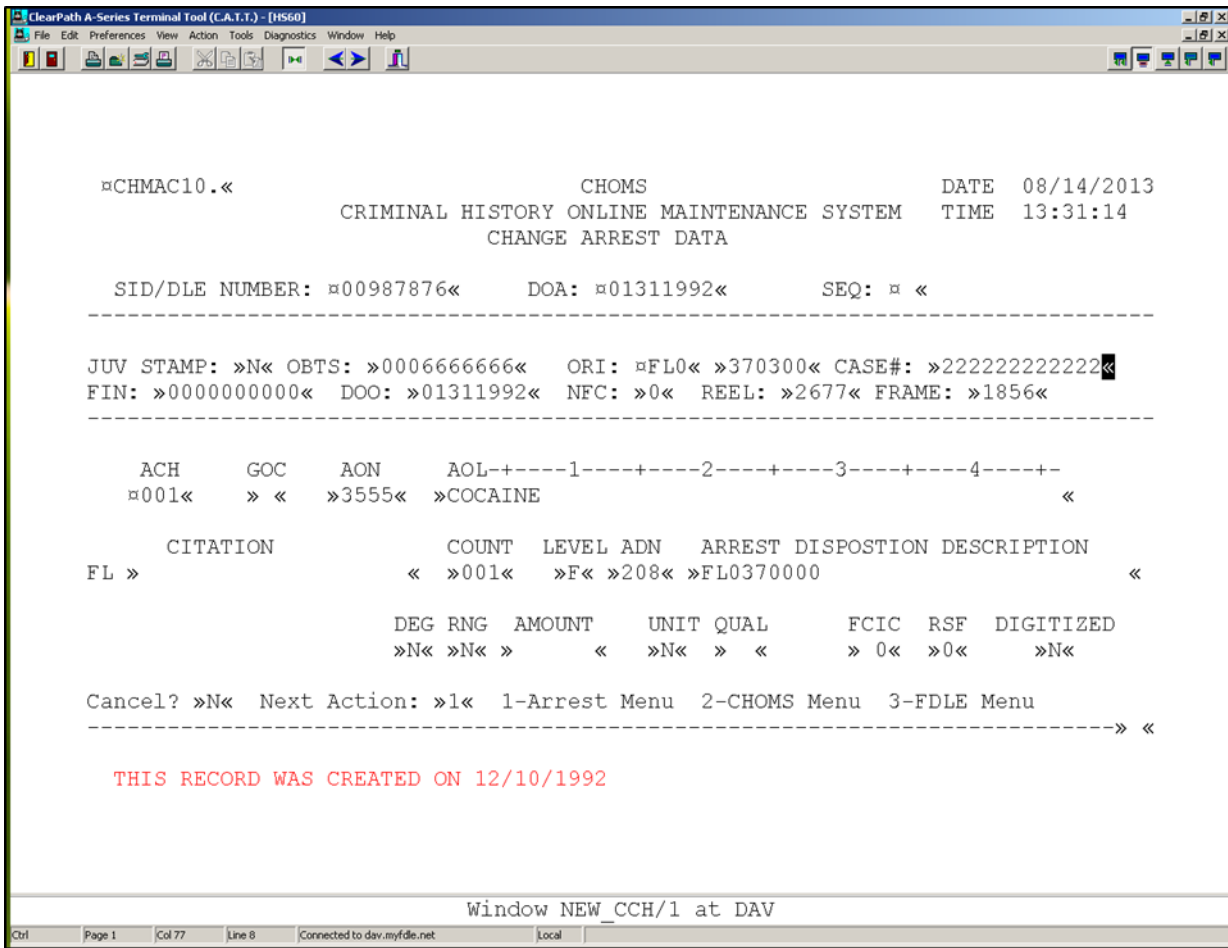 ClearPath A-Series Terminal Tool (C.A.T.T.) - [HS60]
File Edit Preferences View Action Tools Diagnostics Window Help
¤CHMAC10.« CHOMS DATE 08/14/2013
CRIMINAL HISTORY ONLINE MAINTENANCE SYSTEM TIME 13:31:14
CHANGE ARREST DATA
SID/DLE NUMBER: ¤00987876« DOA: ¤01311992« SEQ: ¤ «
-----------------------------------------------------------------------------
JUV STAMP: »N« OBTS: »0006666666« ORI: ¤FL0« »370300« CASE#: »222222222222«
FIN: »0000000000« DOO: »01311992« NFC: »0« REEL: »2677« FRAME: »1856«
-----------------------------------------------------------------------------
ACH GOC AON AOL-+----1----+----2----+----3----+----4----+-
¤001« » « »3555« »COCAINE «
CITATION COUNT LEVEL ADN ARREST DISPOSTION DESCRIPTION
FL » « »001« »F« »208« »FL0370000 «
DEG RNG AMOUNT UNIT QUAL FCIC RSF DIGITIZED
»N« »N« » « »N« » « » 0« »0« »N«
Cancel? »N« Next Action: »1« 1-Arrest Menu 2-CHOMS Menu 3-FDLE Menu
--------------------------------------------------------------------------» «
THIS RECORD WAS CREATED ON 12/10/1992
Window NEW_CCH/1 at DAV
Ctrl Page 1 Col 77 Line 8 Connected to dav.myfdle.net Local